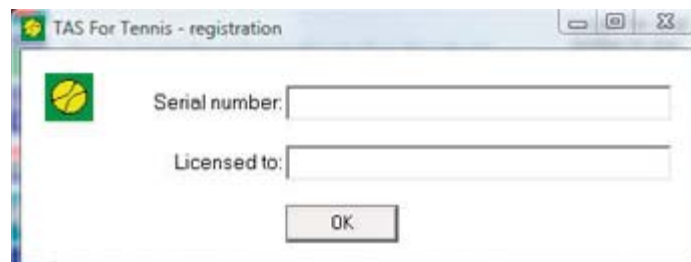 TAS For Tennis - registration
Serial number:
Licensed to:
OK